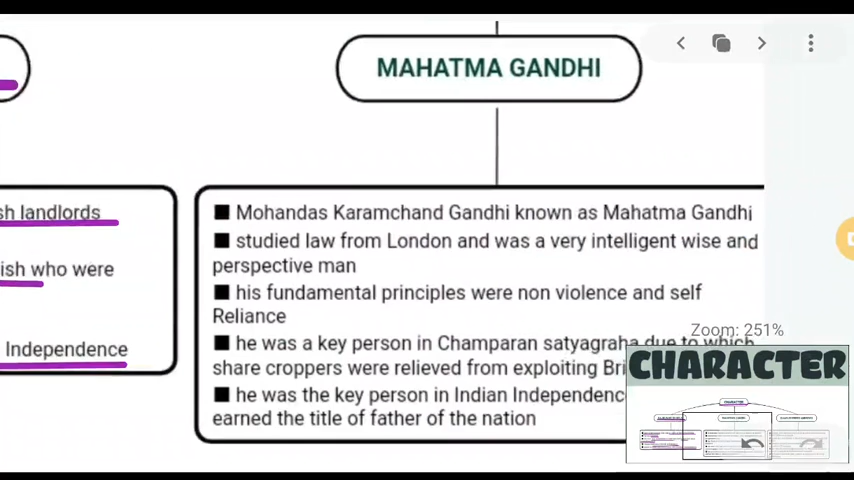 MAHATMA GANDHI
sh landlords
ish who were
Independence
■ Mohandas Karamchand Gandhi known as Mahatma Gandhi
■ studied law from London and was a very intelligent wise and
perspective man
■ his fundamental principles were non violence and self
Reliance
■ he was a key person in Champaran satyagraha due to which
share croppers were relieved from exploiting Bri
■ he was the key person in Indian Independenc
earned the title of father of the nation
Zoom: 251%
CHARACTER